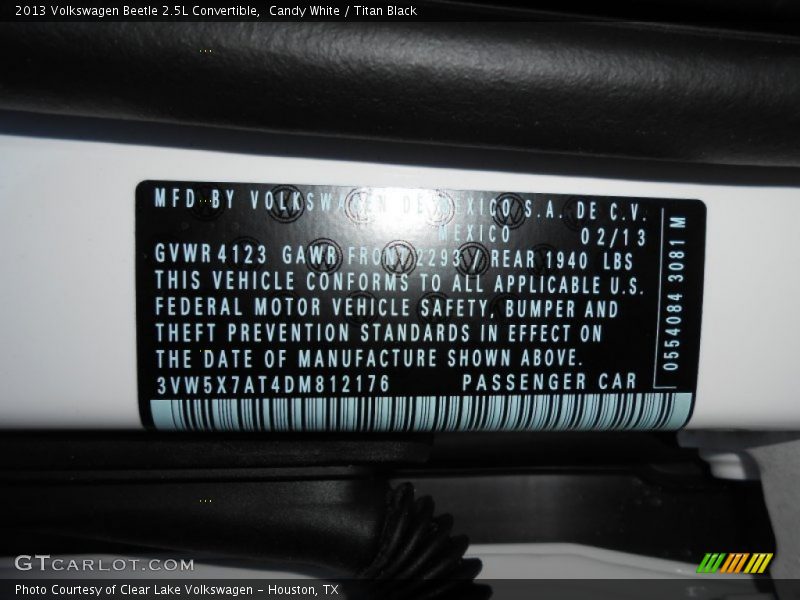 2013 Volkswagen Beetle 2.5L Convertible,  Candy White / Titan Black
MFD. BY VOLKSWAGEN DE MEXICO S.A. DE C.V.
MEXICO 02/13
GVWR 4123 GAWR FRONT 2293 / REAR 1940 LBS
THIS VEHICLE CONFORMS TO ALL APPLICABLE U.S.
FEDERAL MOTOR VEHICLE SAFETY, BUMPER AND
THEFT PREVENTION STANDARDS IN EFFECT ON
THE DATE OF MANUFACTURE SHOWN ABOVE.
3VW5X7AT4DM812176 PASSENGER CAR
0554084 3081 M
GTCARLOT.COM
Photo Courtesy of Clear Lake Volkswagen - Houston, TX